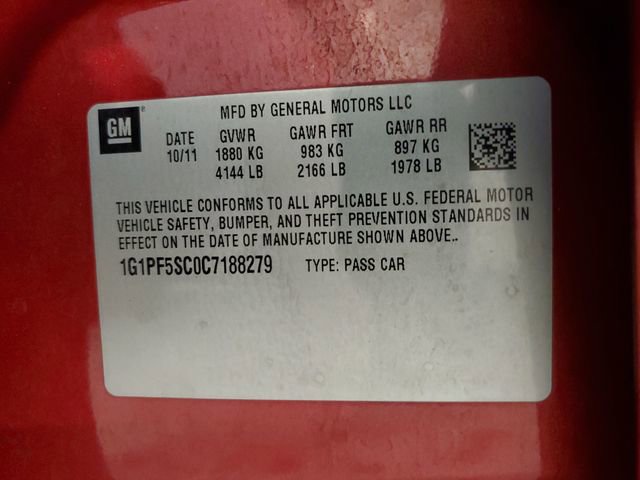 MFD BY GENERAL MOTORS LLC
GM ®
DATE GVWR GAWR FRT GAWR RR
10/11 1880 KG 983 KG 897 KG
4144 LB 2166 LB 1978 LB
THIS VEHICLE CONFORMS TO ALL APPLICABLE U.S. FEDERAL MOTOR
VEHICLE SAFETY, BUMPER, AND THEFT PREVENTION STANDARDS IN
EFFECT ON THE DATE OF MANUFACTURE SHOWN ABOVE..
1G1PF5SC0C7188279 TYPE: PASS CAR